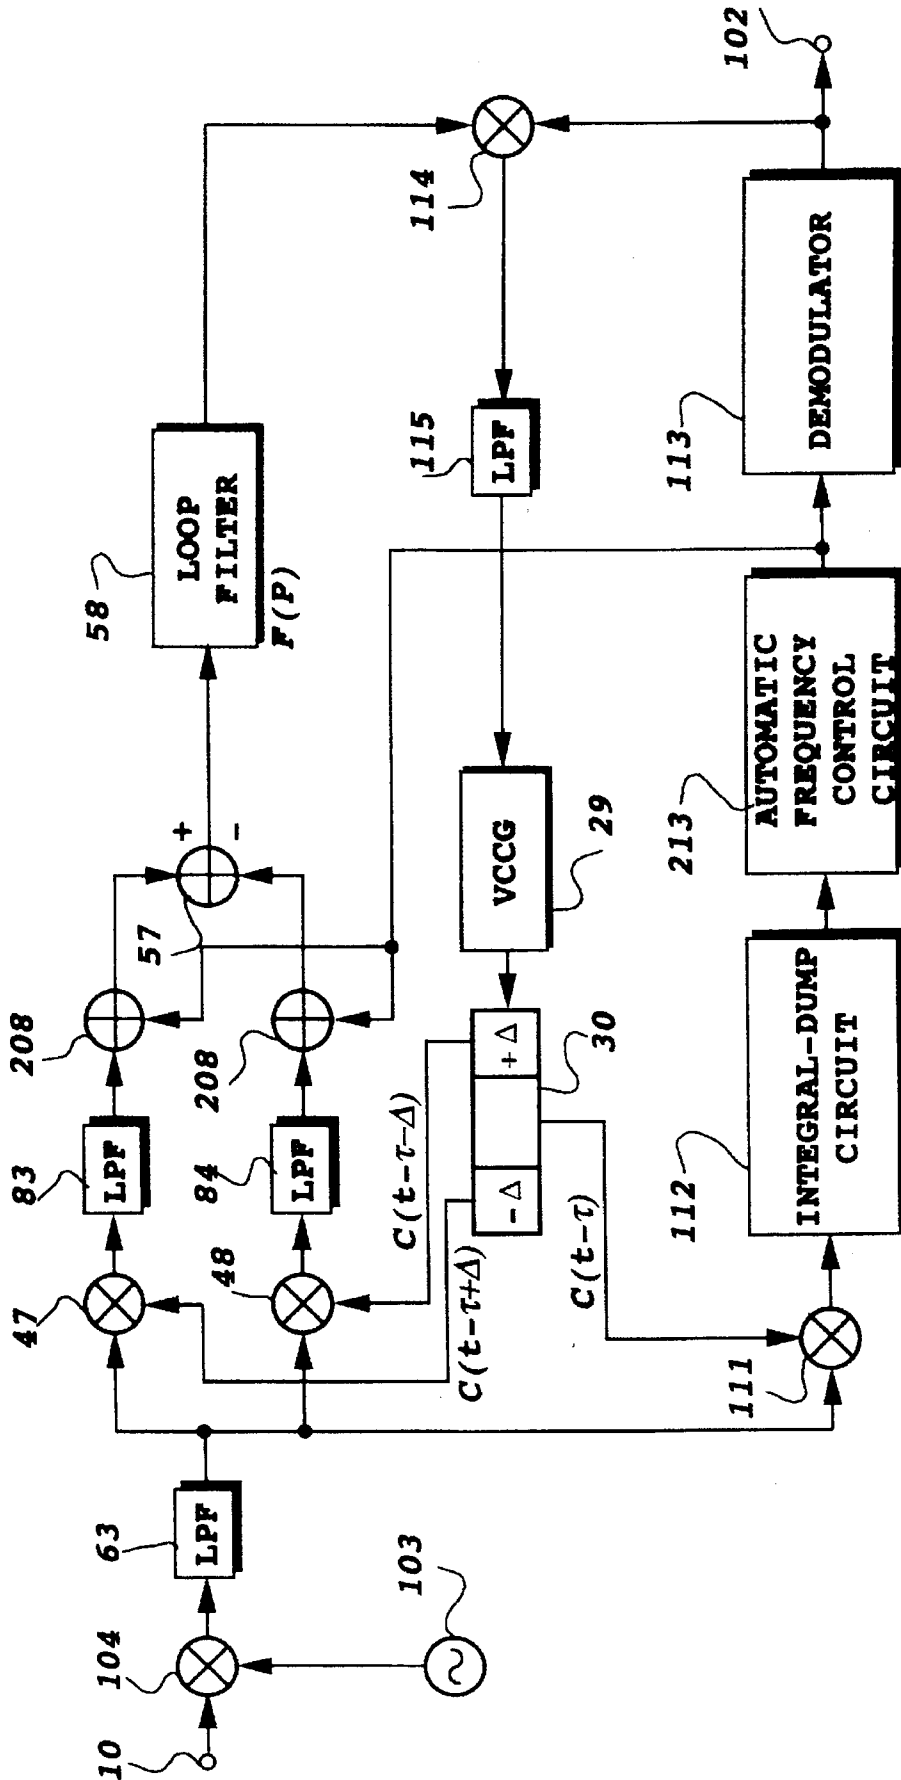 10
104
103
63
LPF
47
83
LPF
208
57
+
−
58
LOOP
FILTER
F(P)
48
84
LPF
208
C(t-τ-Δ)
C(t-τ+Δ)
C(t-τ)
-Δ
+Δ
30
VCCG
29
115
LPF
114
111
112
INTEGRAL-DUMP
CIRCUIT
213
AUTOMATIC
FREQUENCY
CONTROL
CIRCUIT
113
DEMODULATOR
102